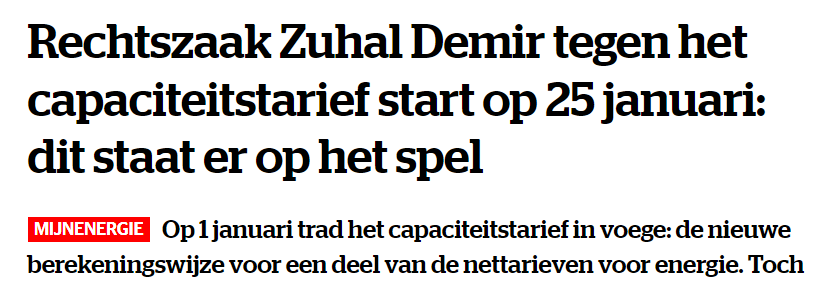 Rechtszaak Zuhal Demir tegen het
capaciteitstarief start op 25 januari:
dit staat er op het spel
MIJNENERGIE Op 1 januari trad het capaciteitstarief in voege: de nieuwe
berekeningswijze voor een deel van de nettarieven voor energie. Toch